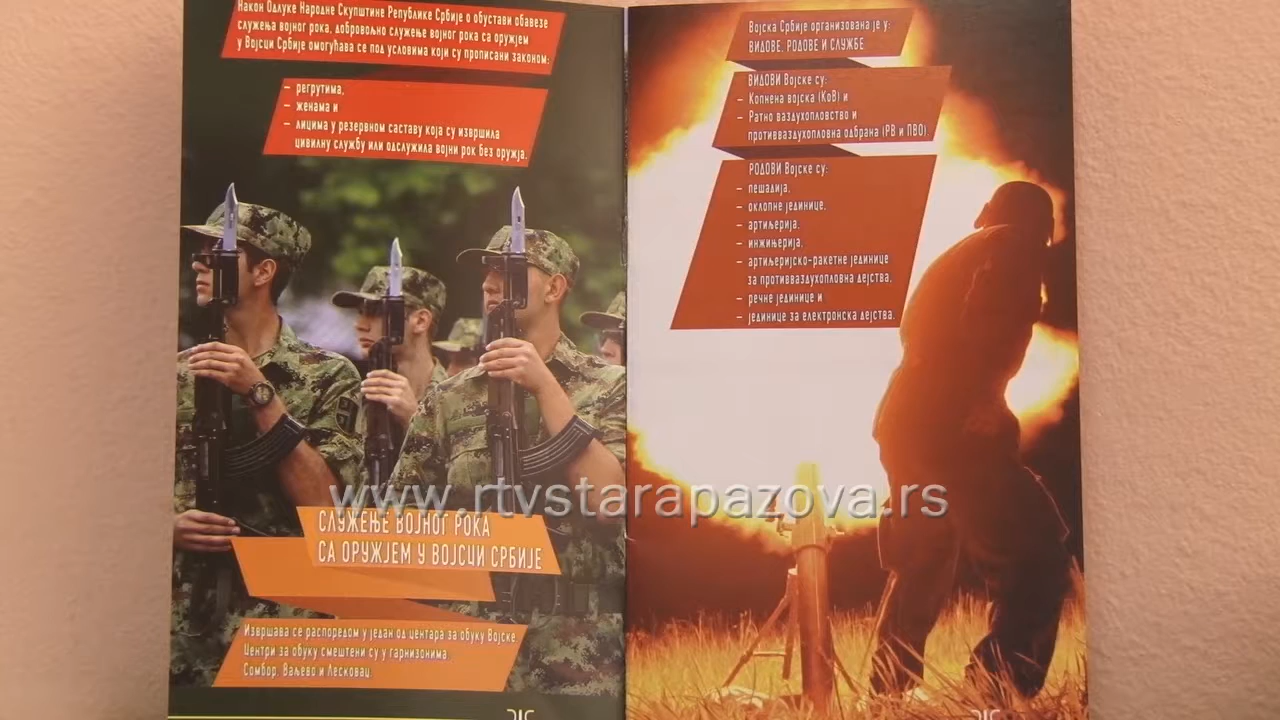 Након Одлуке Народне Скупштине Републике Србије о обустави обавезе
служења војног рока, добровољно служење војног рока са оружјем
у Војсци Србије омогућава се под условима који су прописани законом:
– регрутима,
– женама и
– лицима у резервном саставу која су извршила
цивилну службу или одслужила војни рок без оружја.
СЛУЖЕЊЕ ВОЈНОГ РОКА
СА ОРУЖЈЕМ У ВОЈСЦИ СРБИЈЕ
Извршава се распоредом у један од центара за обуку Војске.
Центри за обуку смештени су у гарнизонима:
Сомбор, Ваљево и Лесковац.
Војска Србије организована је у:
ВИДОВЕ, РОДОВЕ И СЛУЖБЕ
ВИДОВИ Војске су:
– Копнена војска (КоВ) и
– Ратно ваздухопловство и
противваздухопловна одбрана (РВ и ПВО).
РОДОВИ Војске су:
– пешадија,
– оклопне јединице,
– артиљерија,
– инжињерија,
– артиљеријско-ракетне јединице
за противваздухопловна дејства,
– речне јединице и
– јединице за електронска дејства.
www.rtvstarapazova.rs